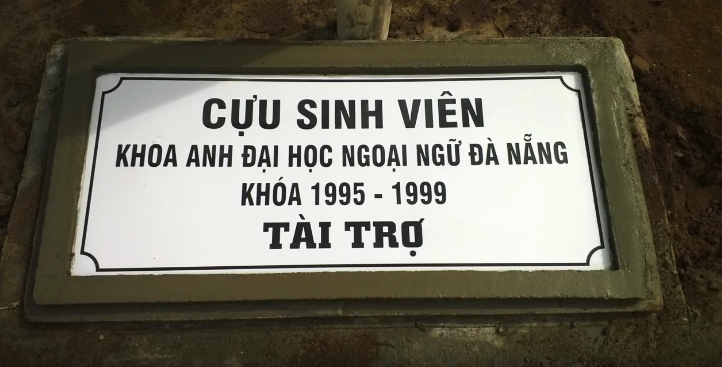 CỰU SINH VIÊN
KHOA ANH ĐẠI HỌC NGOẠI NGỮ ĐÀ NẴNG
KHÓA 1995 - 1999
TÀI TRỢ